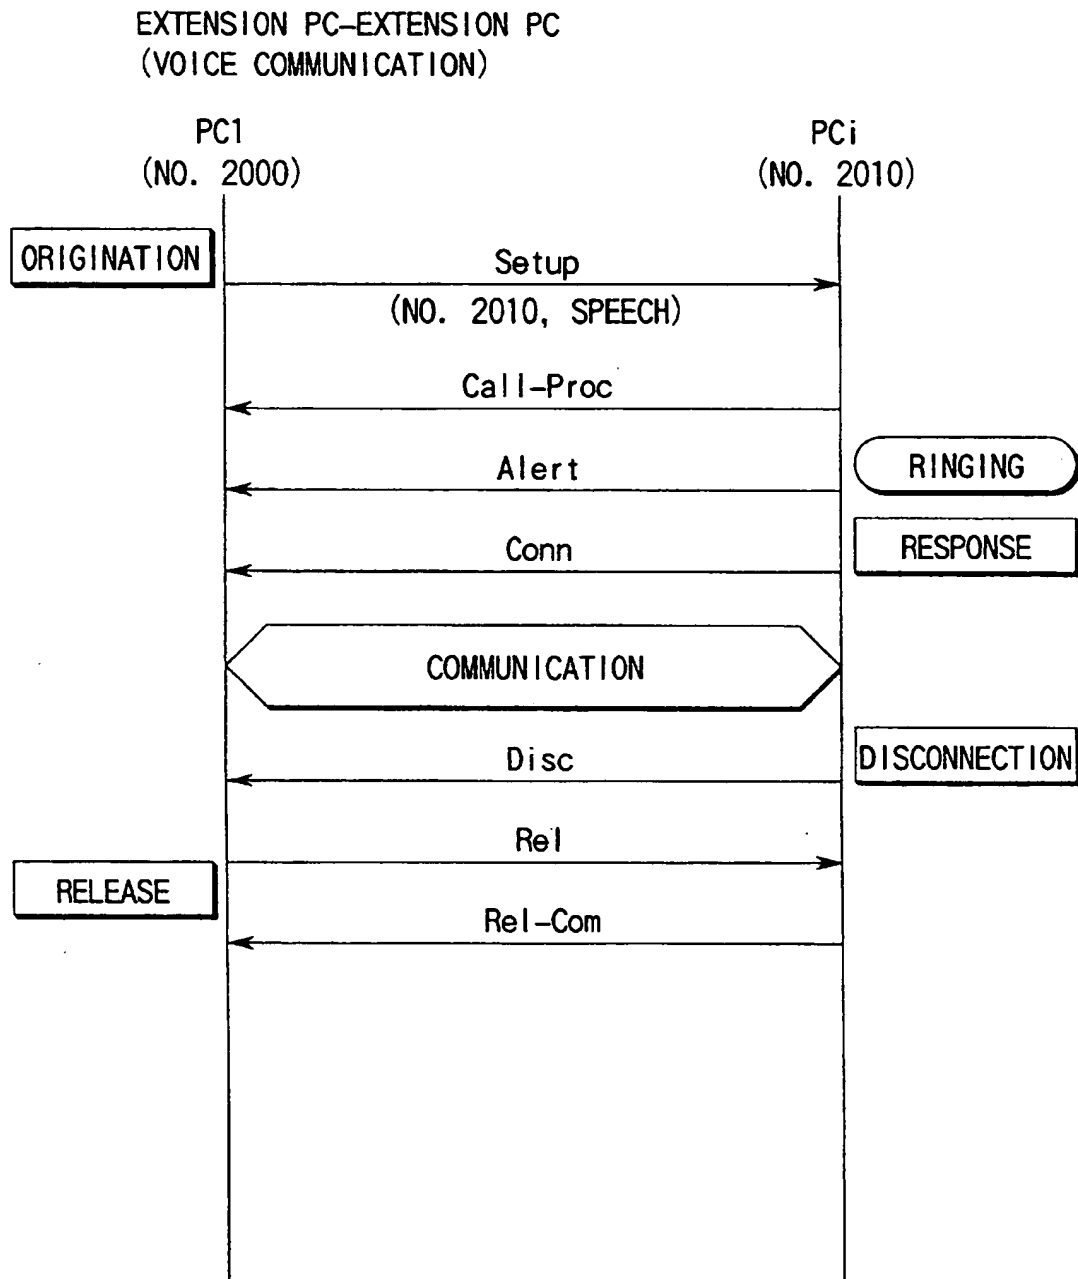 EXTENSION PC-EXTENSION PC
(VOICE COMMUNICATION)
PC1
(NO. 2000)
PCi
(NO. 2010)
ORIGINATION
Setup
(NO. 2010, SPEECH)
Call-Proc
Alert
RINGING
Conn
RESPONSE
COMMUNICATION
Disc
DISCONNECTION
Rel
RELEASE
Rel-Com